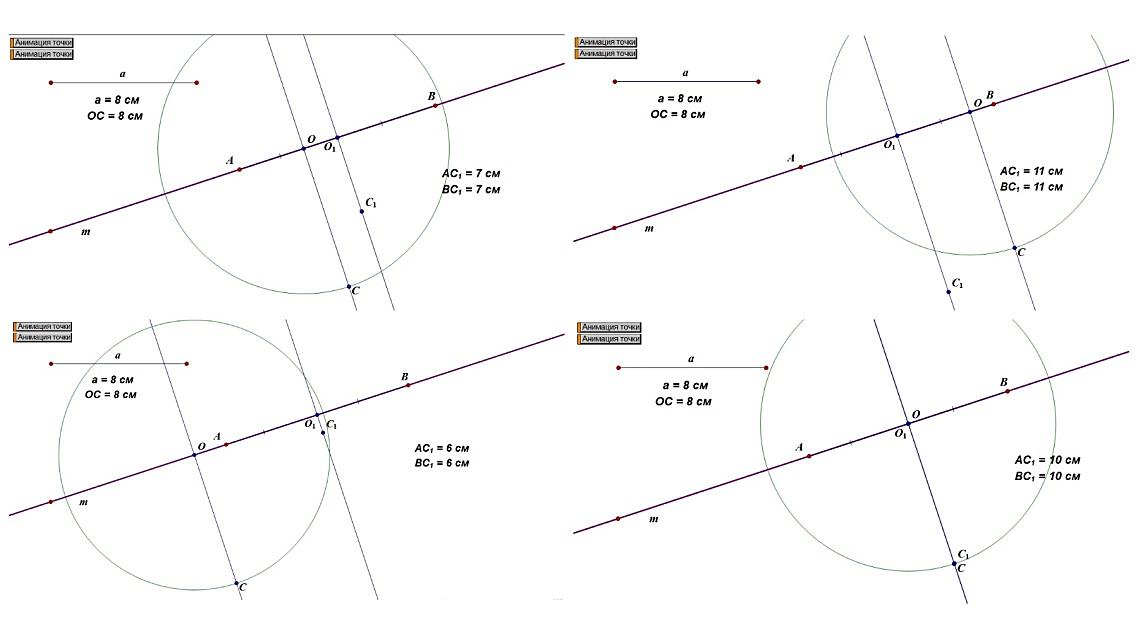 Анимация точки
Анимация точки
a
a = 8 см
OC = 8 см
B
A
O
O₁
AC₁ = 7 см
BC₁ = 7 см
C₁
m
C
Анимация точки
Анимация точки
a
a = 8 см
OC = 8 см
O
B
O₁
A
AC₁ = 11 см
BC₁ = 11 см
m
C
C₁
Анимация точки
Анимация точки
a
a = 8 см
OC = 8 см
B
O₁
C₁
A
O
AC₁ = 6 см
BC₁ = 6 см
m
C
Анимация точки
Анимация точки
a
a = 8 см
OC = 8 см
B
O
O₁
A
AC₁ = 10 см
BC₁ = 10 см
m
C₁
C